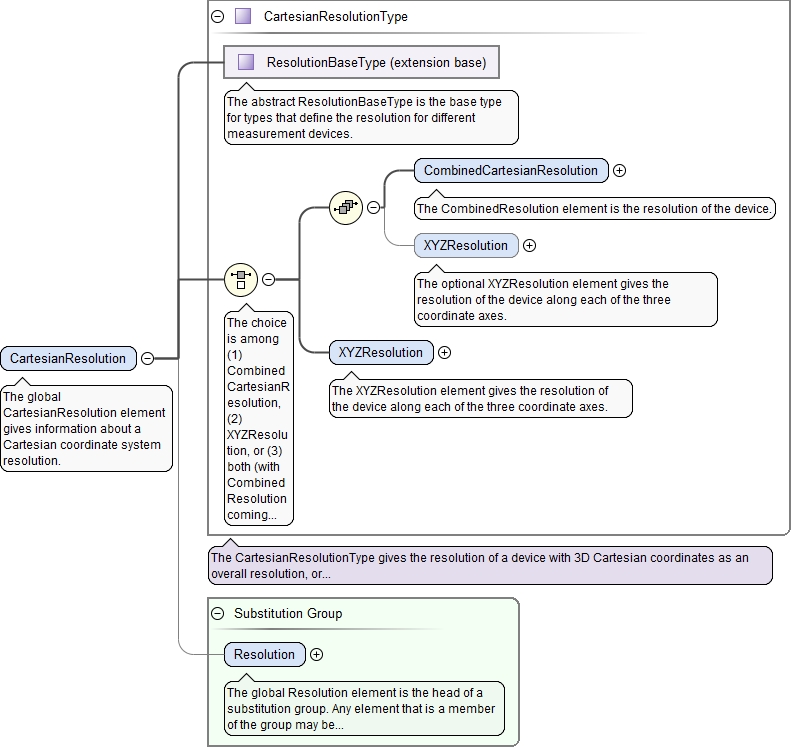 CartesianResolutionType
ResolutionBaseType (extension base)
The abstract ResolutionBaseType is the base type
for types that define the resolution for different
measurement devices.
CombinedCartesianResolution
The CombinedResolution element is the resolution of the device.
XYZResolution
The optional XYZResolution element gives the
resolution of the device along each of the three
coordinate axes.
The choice
is among
(1)
Combined
CartesianR
esolution,
(2)
XYZResolu
tion, or (3)
both (with
Combined
Resolution
coming...
XYZResolution
The XYZResolution element gives the resolution of
the device along each of the three coordinate axes.
CartesianResolution
The global
CartesianResolution element
gives information about a
Cartesian coordinate system
resolution.
The CartesianResolutionType gives the resolution of a device with 3D Cartesian coordinates as an
overall resolution, or...
Substitution Group
Resolution
The global Resolution element is the head of a
substitution group. Any element that is a member
of the group may be...